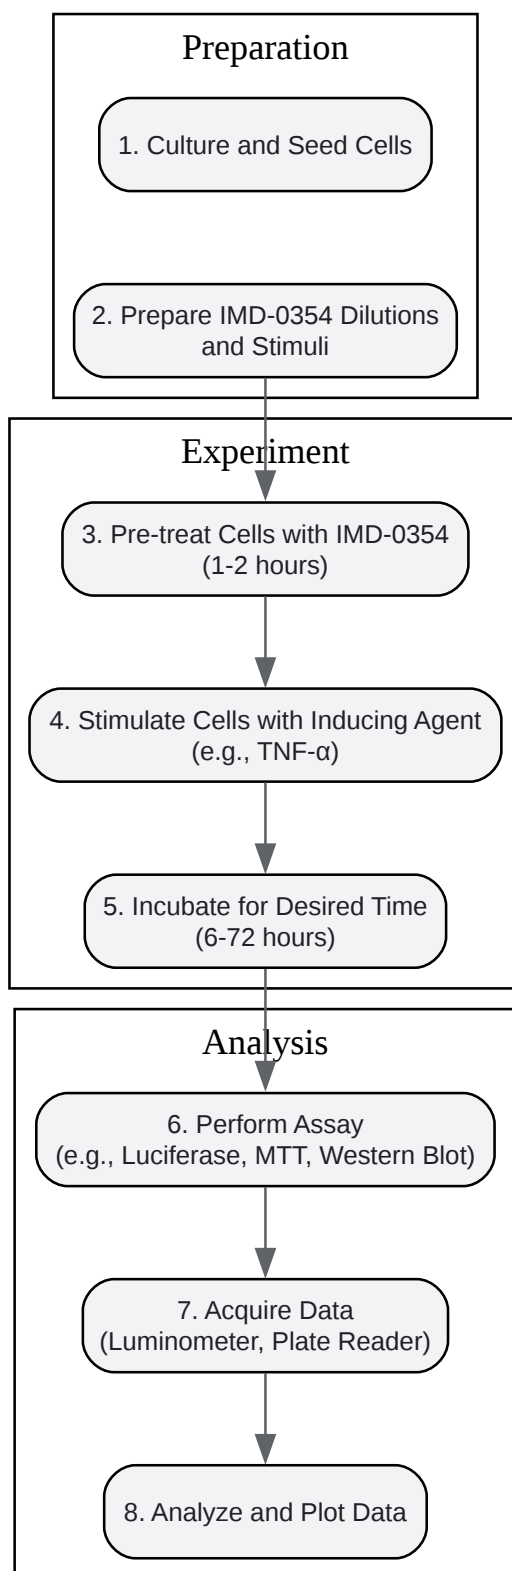 Preparation
1. Culture and Seed Cells
2. Prepare IMD-0354 Dilutions
and Stimuli
Experiment
3. Pre-treat Cells with IMD-0354
(1-2 hours)
4. Stimulate Cells with Inducing Agent
(e.g., TNF-α)
5. Incubate for Desired Time
(6-72 hours)
Analysis
6. Perform Assay
(e.g., Luciferase, MTT, Western Blot)
7. Acquire Data
(Luminometer, Plate Reader)
8. Analyze and Plot Data